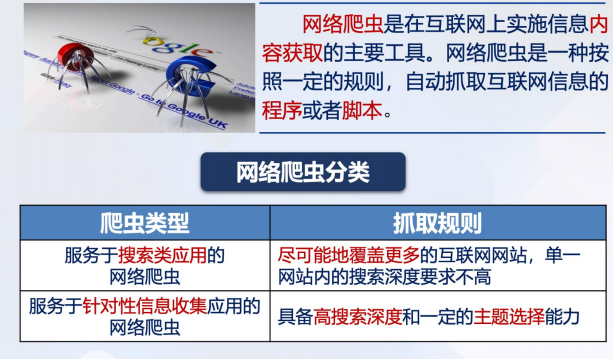 网络爬虫是在互联网上实施信息内
容获取的主要工具。网络爬虫是一种按
照一定的规则，自动抓取互联网信息的
程序或者脚本。
ogle
Go to Google UK
网络爬虫分类
爬虫类型 抓取规则
服务于搜索类应用的
网络爬虫
尽可能地覆盖更多的互联网网站，单一
网站内的搜索深度要求不高
服务于针对性信息收集应用的
网络爬虫
具备高搜索深度和一定的主题选择能力